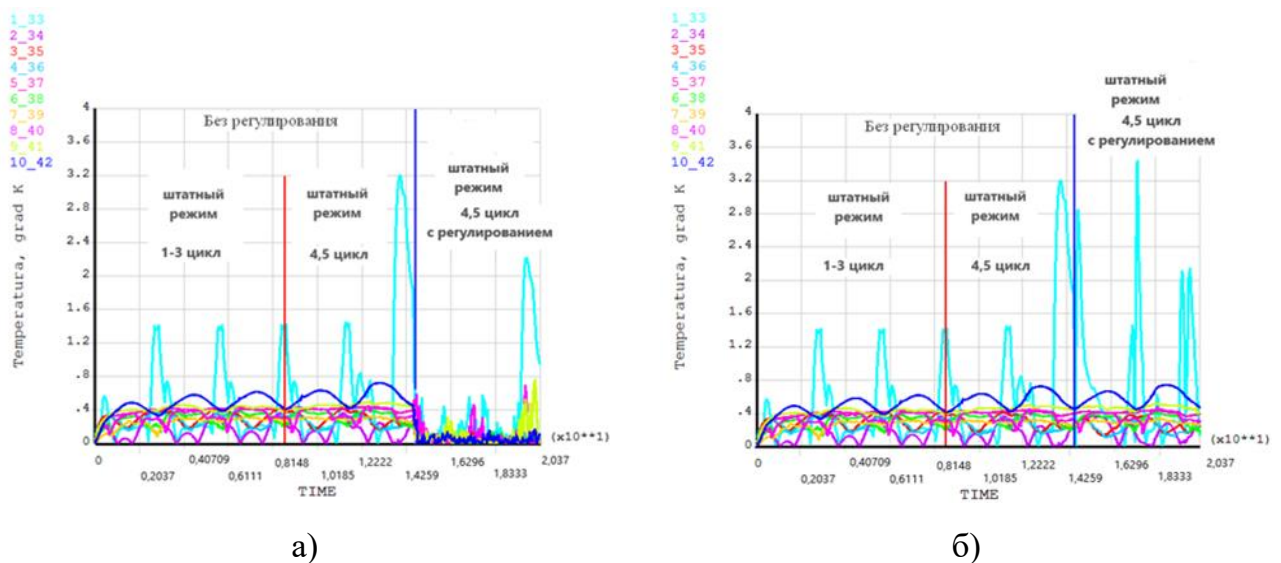 1_33
2_34
3_35
4_36
5_37
6_38
7_39
8_40
9_41
10_42
Temperatura, grad K
4
3.6
3.2
2.8
2.4
2
1.6
1.2
.8
.4
0
Без регулирования
штатный
режим
1-3 цикл
штатный
режим
4,5 цикл
штатный
режим
4,5 цикл
с регулированием
(x10**1)
0
0,40709
0,8148
1,2222
1,6296
2,037
0,2037
0,6111
1,0185
1,4259
1,8333
TIME
а)
1_33
2_34
3_35
4_36
5_37
6_38
7_39
8_40
9_41
10_42
Temperatura, grad K
4
3.6
3.2
2.8
2.4
2
1.6
1.2
.8
.4
0
Без регулирования
штатный
режим
1-3 цикл
штатный
режим
4,5 цикл
штатный
режим
4,5 цикл
с регулированием
(x10**1)
0
0,40709
0,8148
1,2222
1,6296
2,037
0,2037
0,6111
1,0185
1,4259
1,8333
TIME
б)